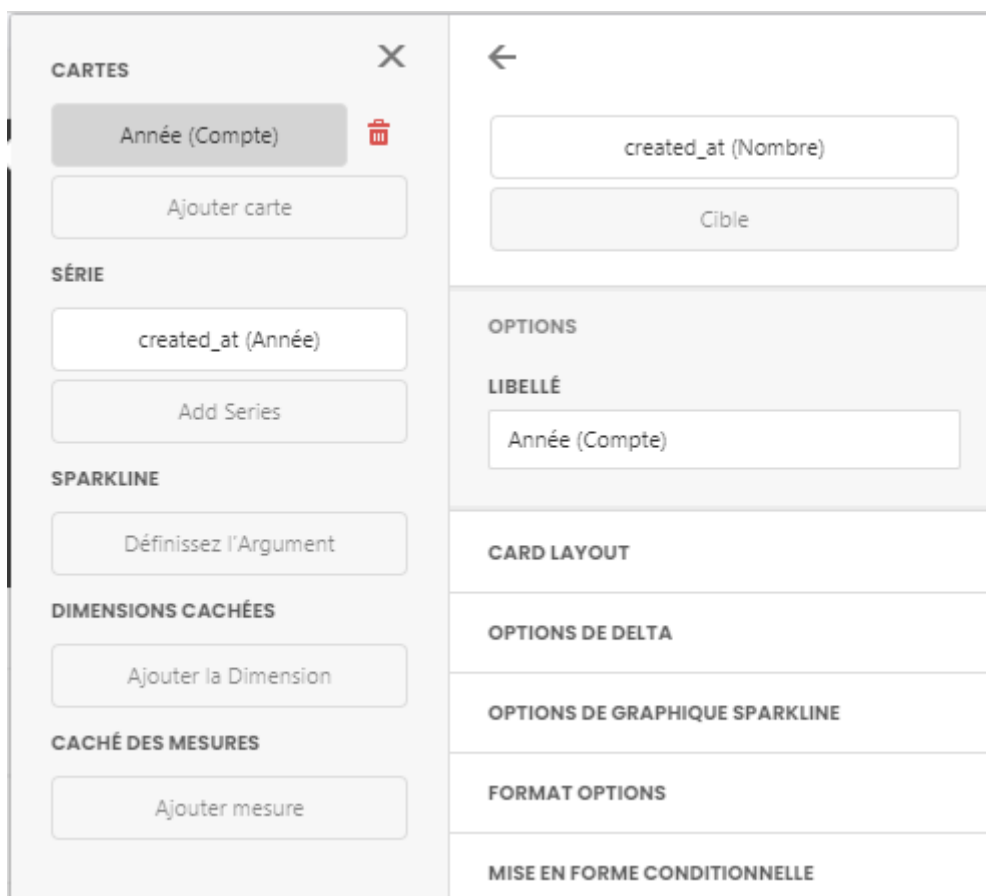 CARTES
Année (Compte)
Ajouter carte
SÉRIE
created_at (Année)
Add Series
SPARKLINE
Définissez l'Argument
DIMENSIONS CACHÉES
Ajouter la Dimension
CACHÉ DES MESURES
Ajouter mesure
created_at (Nombre)
Cible
OPTIONS
LIBELLÉ
Année (Compte)
CARD LAYOUT
OPTIONS DE DELTA
OPTIONS DE GRAPHIQUE SPARKLINE
FORMAT OPTIONS
MISE EN FORME CONDITIONNELLE